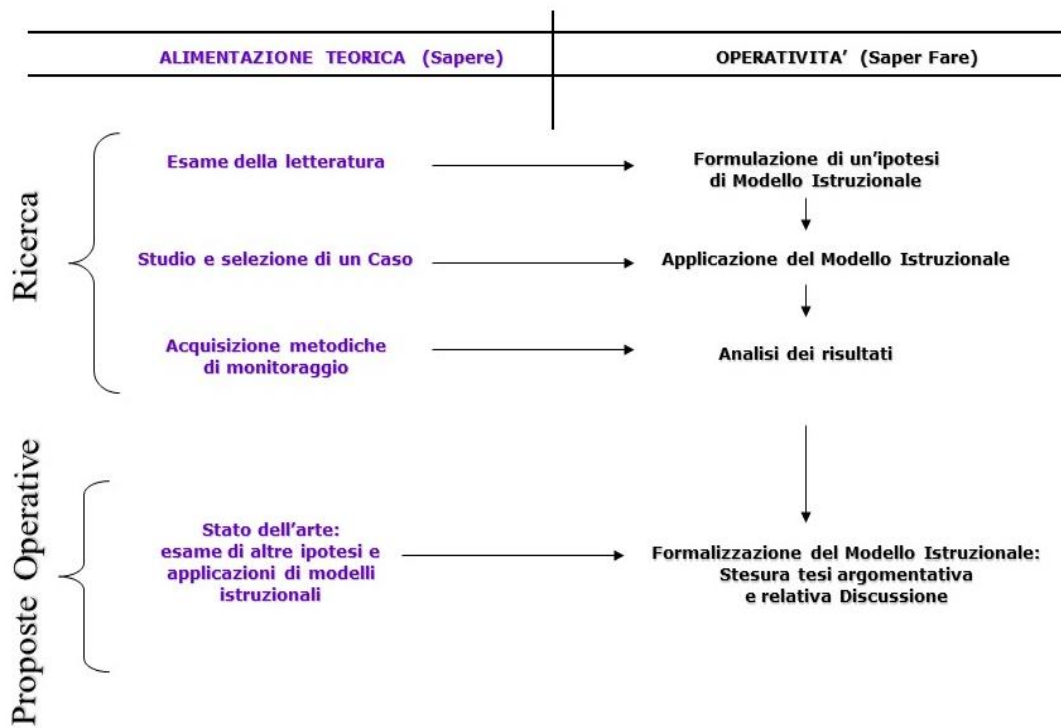 ALIMENTAZIONE TEORICA (Sapere)
OPERATIVITA' (Saper Fare)
Ricerca
Esame della letteratura
Formulazione di un'ipotesi
di Modello Istruzionale
Studio e selezione di un Caso
Applicazione del Modello Istruzionale
Acquisizione metodiche
di monitoraggio
Analisi dei risultati
Proposte Operative
Stato dell'arte:
esame di altre ipotesi e
applicazioni di modelli
istruzionali
Formalizzazione del Modello Istruzionale:
Stesura tesi argomentativa
e relativa Discussione